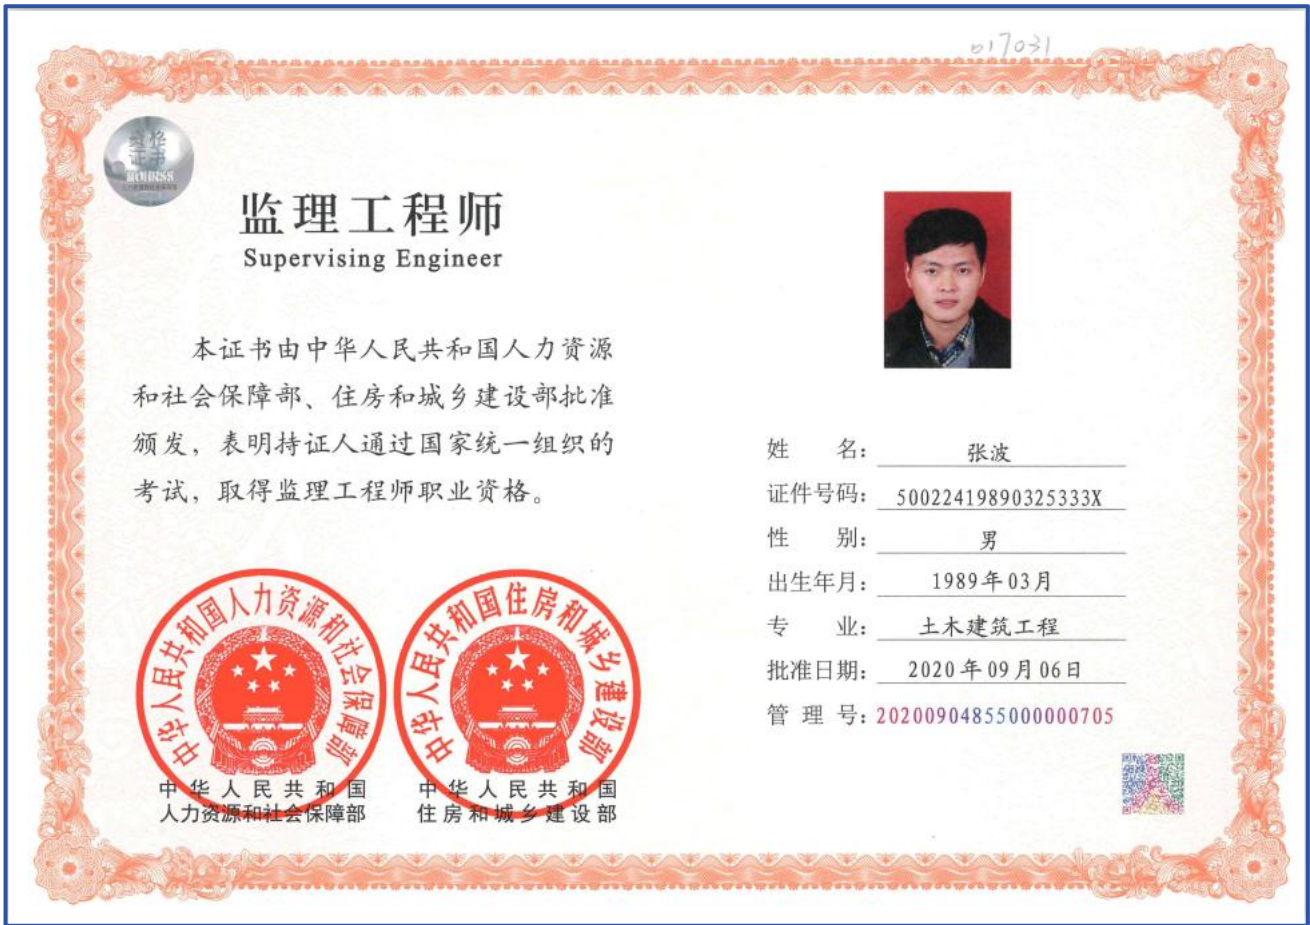 017031
资格
证书
MOHRSS
监理工程师
Supervising Engineer
本证书由中华人民共和国人力资源
和社会保障部、住房和城乡建设部批准
颁发，表明持证人通过国家统一组织的
考试，取得监理工程师职业资格。
姓 名：张波
证件号码：50022419890325333X
性 别：男
出生年月：1989年03月
专 业：土木建筑工程
批准日期：2020年09月06日
管 理 号：20200904855000000705
中华人民共和国人力资源和社会保障部
中华人民共和国住房和城乡建设部
中华人民共和国
人力资源和社会保障部
中华人民共和国
住房和城乡建设部